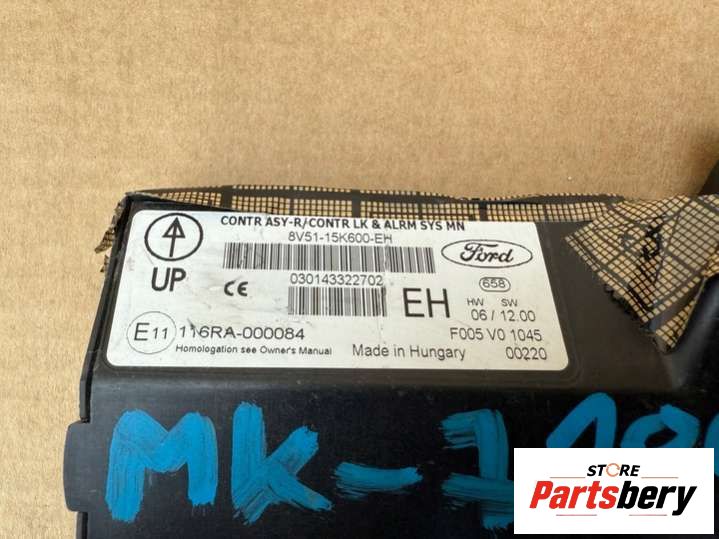 CONTR ASY-R/CONTR LK & ALRM SYS MN
8V51-15K600-EH
Ford
UP
CE
030143322702
EH
658
HW SW
06 / 12.00
E11 116RA-000084
F005 V0 1045
Homologation see Owner's Manual
Made in Hungary
00220
MK-1
STORE
Partsbery